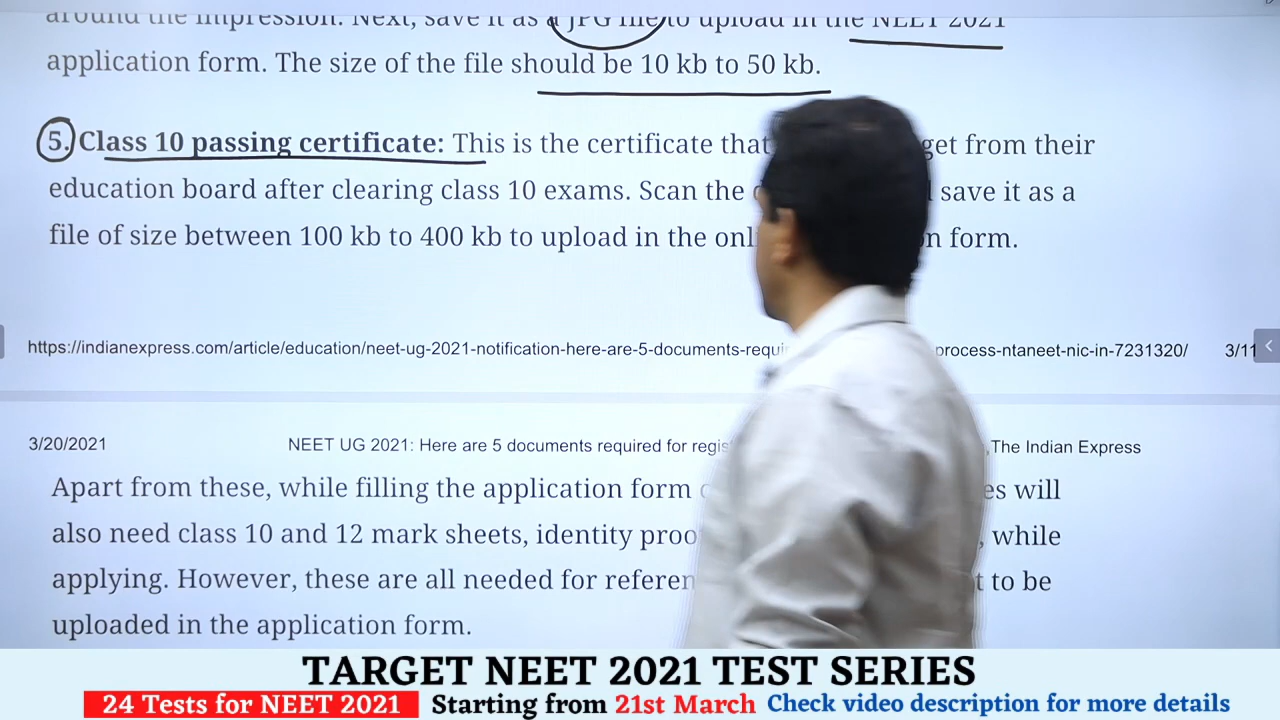 around the impression. Next, save it as a JPG file to upload in the NEET 2021
application form. The size of the file should be 10 kb to 50 kb.
5. Class 10 passing certificate: This is the certificate that get from their
education board after clearing class 10 exams. Scan the save it as a
file of size between 100 kb to 400 kb to upload in the form.
https://indianexpress.com/article/education/neet-ug-2021-notification-here-are-5-documents-requi process-ntaneet-nic-in-7231320/ 3/11
3/20/2021 NEET UG 2021: Here are 5 documents required for regis The Indian Express
Apart from these, while filling the application form will
also need class 10 and 12 mark sheets, identity , while
applying. However, these are all needed for to be
uploaded in the application form.
TARGET NEET 2021 TEST SERIES
24 Tests for NEET 2021 Starting from 21st March Check video description for more details